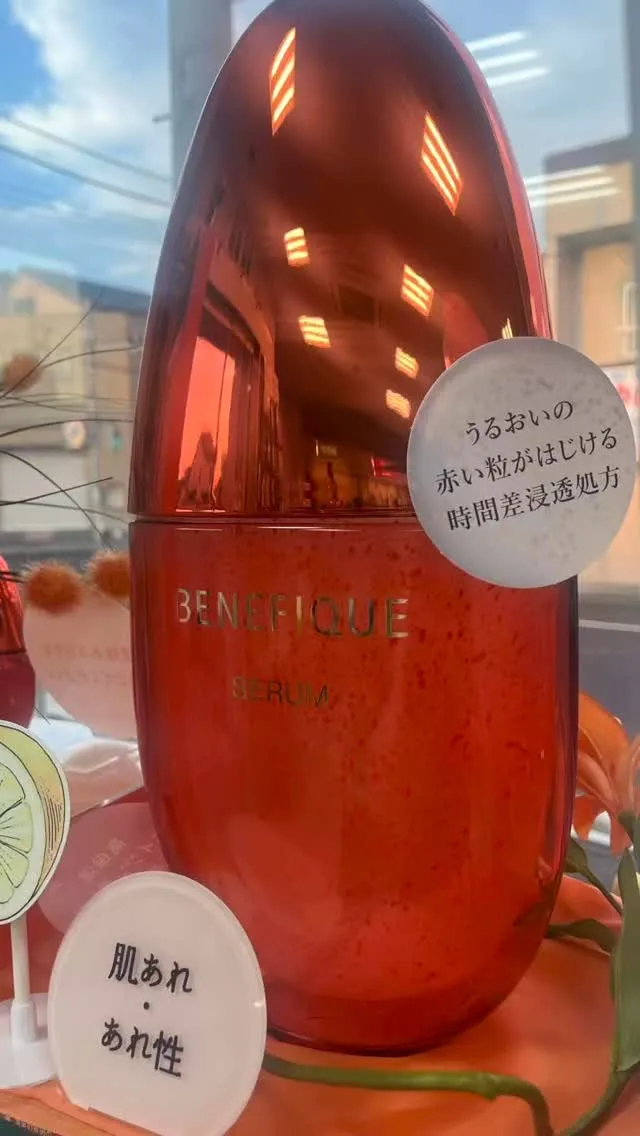 うるおいの
赤い粒がはじける
時間差浸透処方
BENEFIQUE
SERUM
肌あれ
・
あれ性